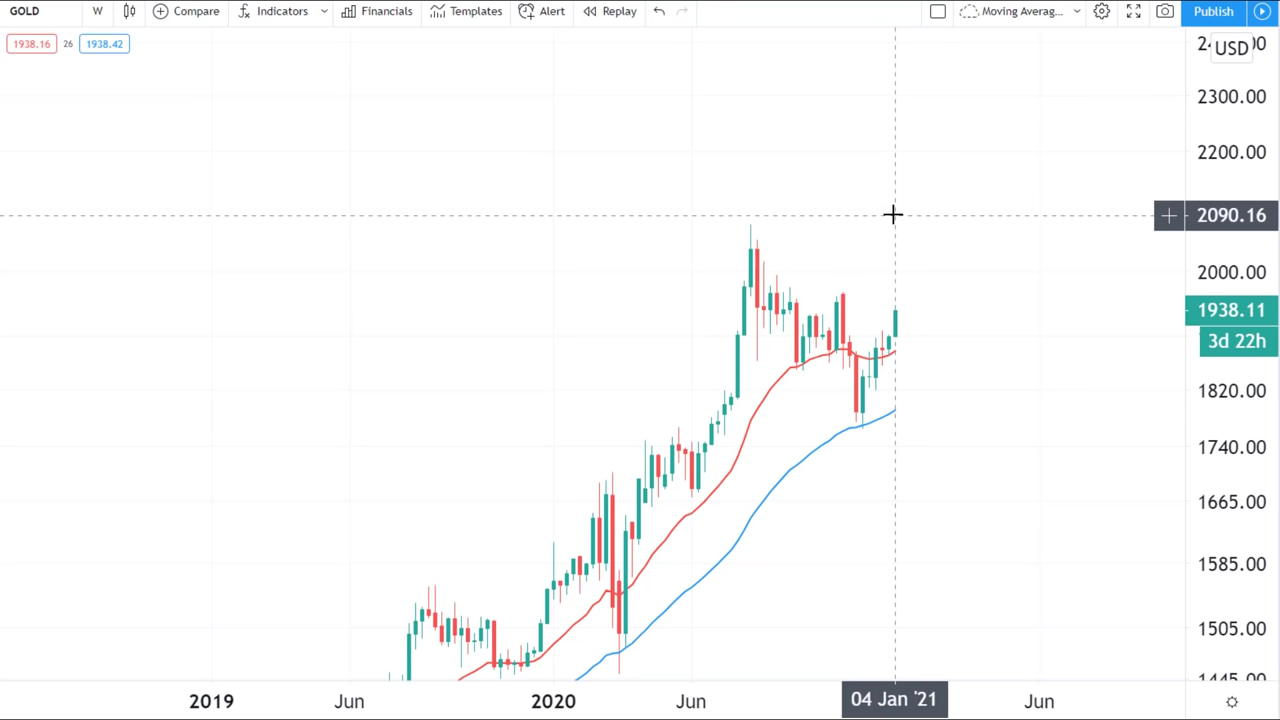 GOLD W Compare Indicators Financials Templates Alert Replay Moving Averag... Publish
1938.16 26 1938.42
USD
2300.00
2200.00
2090.16
2000.00
1938.11
3d 22h
1820.00
1740.00
1665.00
1585.00
1505.00
1445.00
2019 Jun 2020 Jun 04 Jan '21 Jun